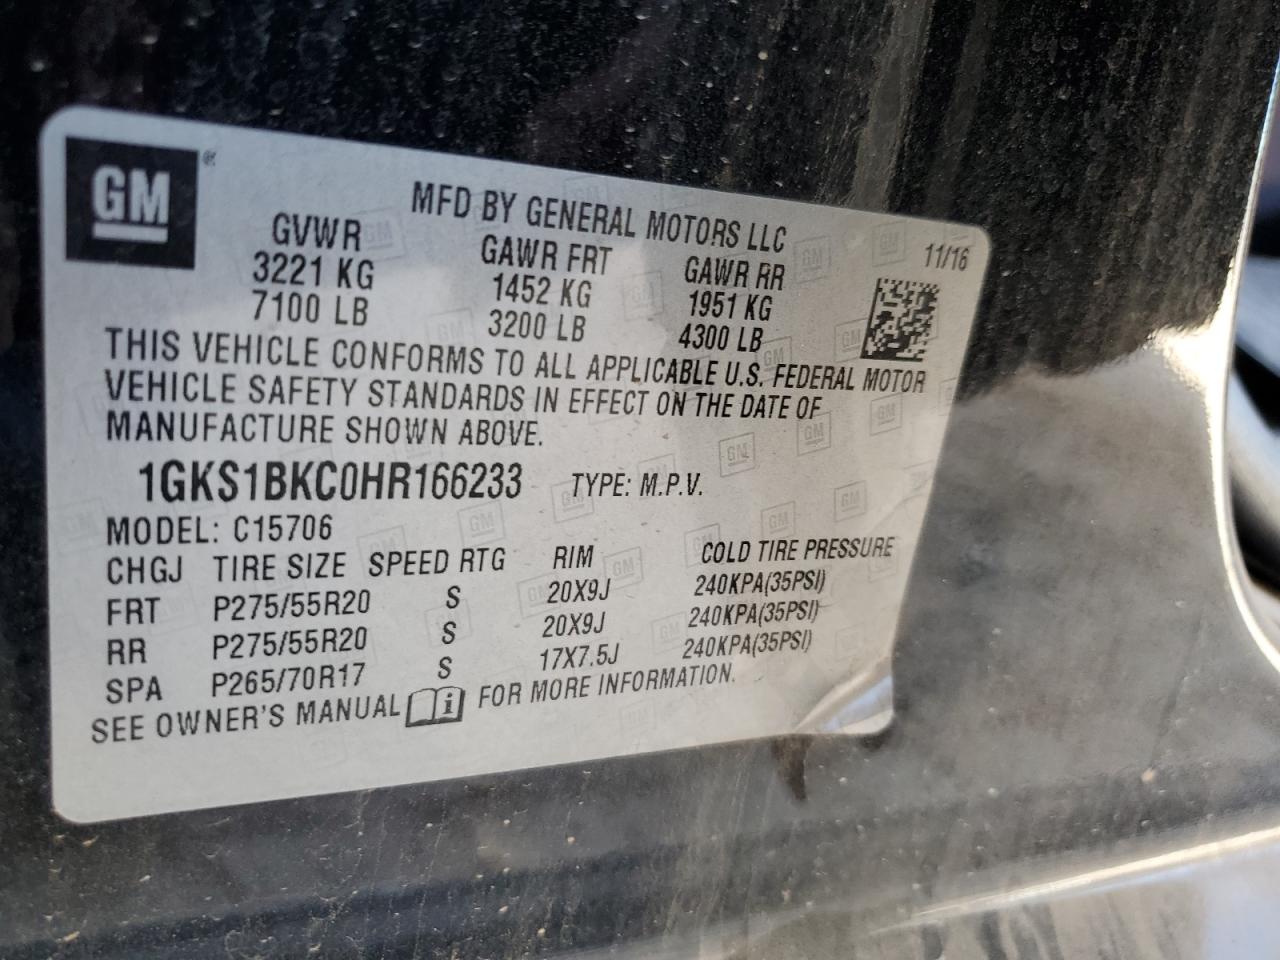 GM
MFD BY GENERAL MOTORS LLC
11/16
GVWR GAWR FRT GAWR RR
3221 KG 1452 KG 1951 KG
7100 LB 3200 LB 4300 LB
THIS VEHICLE CONFORMS TO ALL APPLICABLE U.S. FEDERAL MOTOR
VEHICLE SAFETY STANDARDS IN EFFECT ON THE DATE OF
MANUFACTURE SHOWN ABOVE.
1GKS1BKC0HR166233 TYPE: M.P.V.
MODEL: C15706
CHGJ TIRE SIZE SPEED RTG RIM COLD TIRE PRESSURE
FRT P275/55R20 S 20X9J 240KPA(35PSI)
RR P275/55R20 S 20X9J 240KPA(35PSI)
SPA P265/70R17 S 17X7.5J 240KPA(35PSI)
SEE OWNER'S MANUAL i FOR MORE INFORMATION.